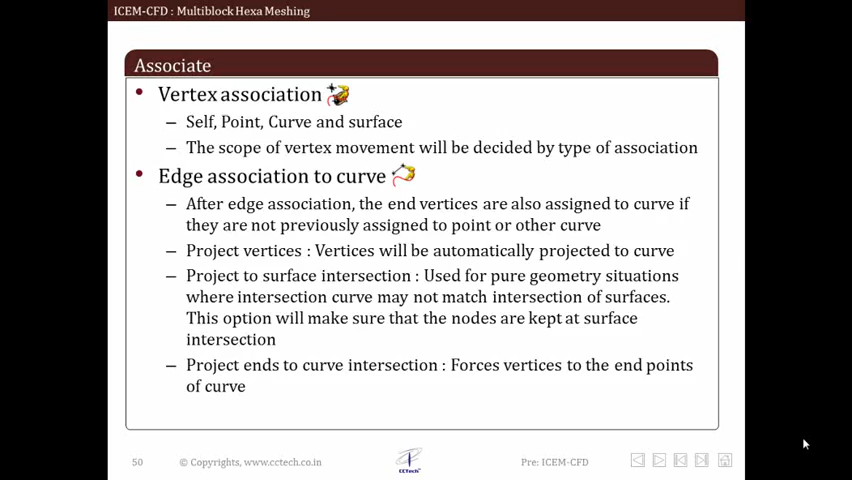 ICEM-CFD : Multiblock Hexa Meshing
Associate
• Vertex association
– Self, Point, Curve and surface
– The scope of vertex movement will be decided by type of association
• Edge association to curve
– After edge association, the end vertices are also assigned to curve if
they are not previously assigned to point or other curve
– Project vertices : Vertices will be automatically projected to curve
– Project to surface intersection : Used for pure geometry situations
where intersection curve may not match intersection of surfaces.
This option will make sure that the nodes are kept at surface
intersection
– Project ends to curve intersection : Forces vertices to the end points
of curve
50 © Copyrights, www.cctech.co.in CCTech Pre: ICEM-CFD